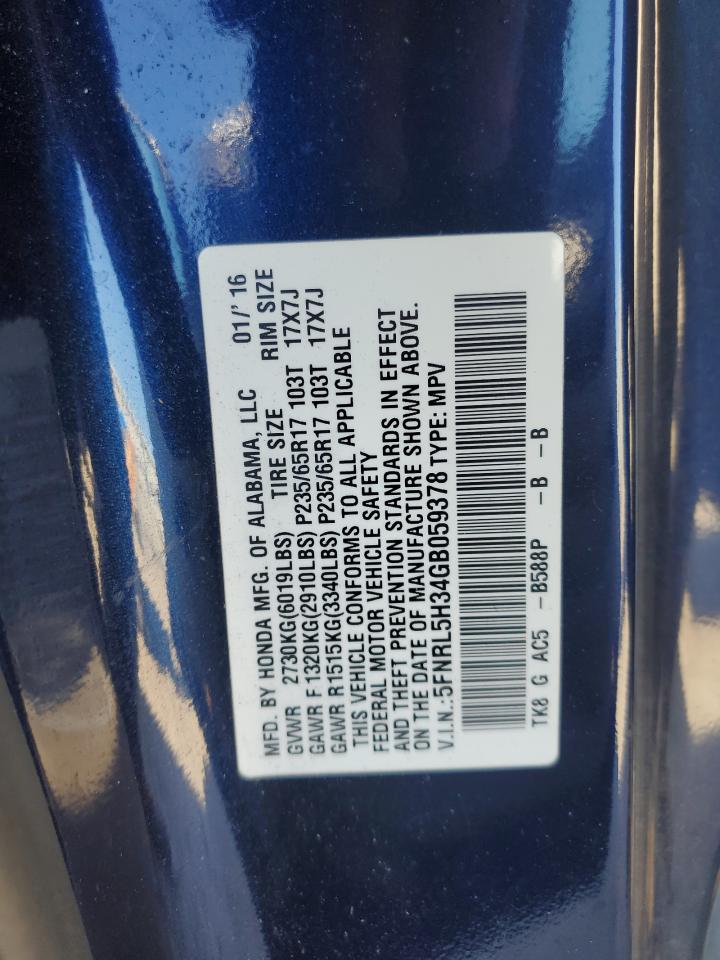 MFD. BY HONDA MFG. OF ALABAMA, LLC 01/'16
GVWR 2730KG(6019LBS) TIRE SIZE RIM SIZE
GAWR F1320KG(2910LBS) P235/65R17 103T 17X7J
GAWR R1515KG(3340LBS) P235/65R17 103T 17X7J
THIS VEHICLE CONFORMS TO ALL APPLICABLE
FEDERAL MOTOR VEHICLE SAFETY
AND THEFT PREVENTION STANDARDS IN EFFECT
ON THE DATE OF MANUFACTURE SHOWN ABOVE.
V.I.N.:5FNRL5H34GB059378 TYPE: MPV
TK8 G AC5 -B588P -B -B